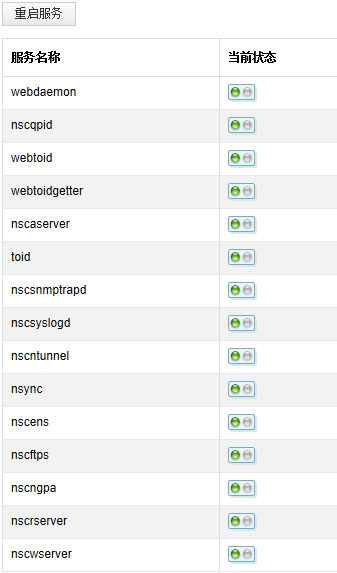 重启服务
服务名称 当前状态
webdaemon
nscqpid
webtoid
webtoidgetter
nscaserver
toid
nscsnmptrapd
nscsyslogd
nscntunnel
nsync
nscens
nscftps
nscngpa
nscrserver
nscwserver